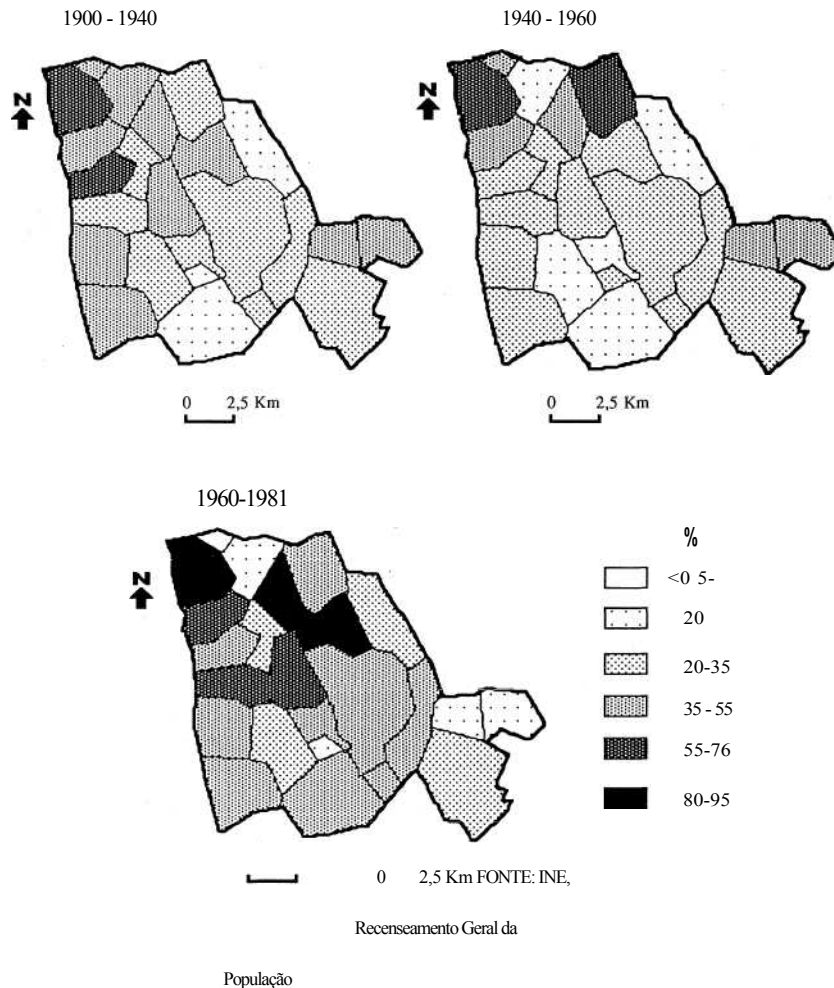 1900 - 1940
1940 - 1960
N
N
0 2,5 Km
0 2,5 Km
1960-1981
N
%
<0 5-
20
20-35
35 - 55
55-76
80-95
0 2,5 Km FONTE: INE,
Recenseamento Geral da
População